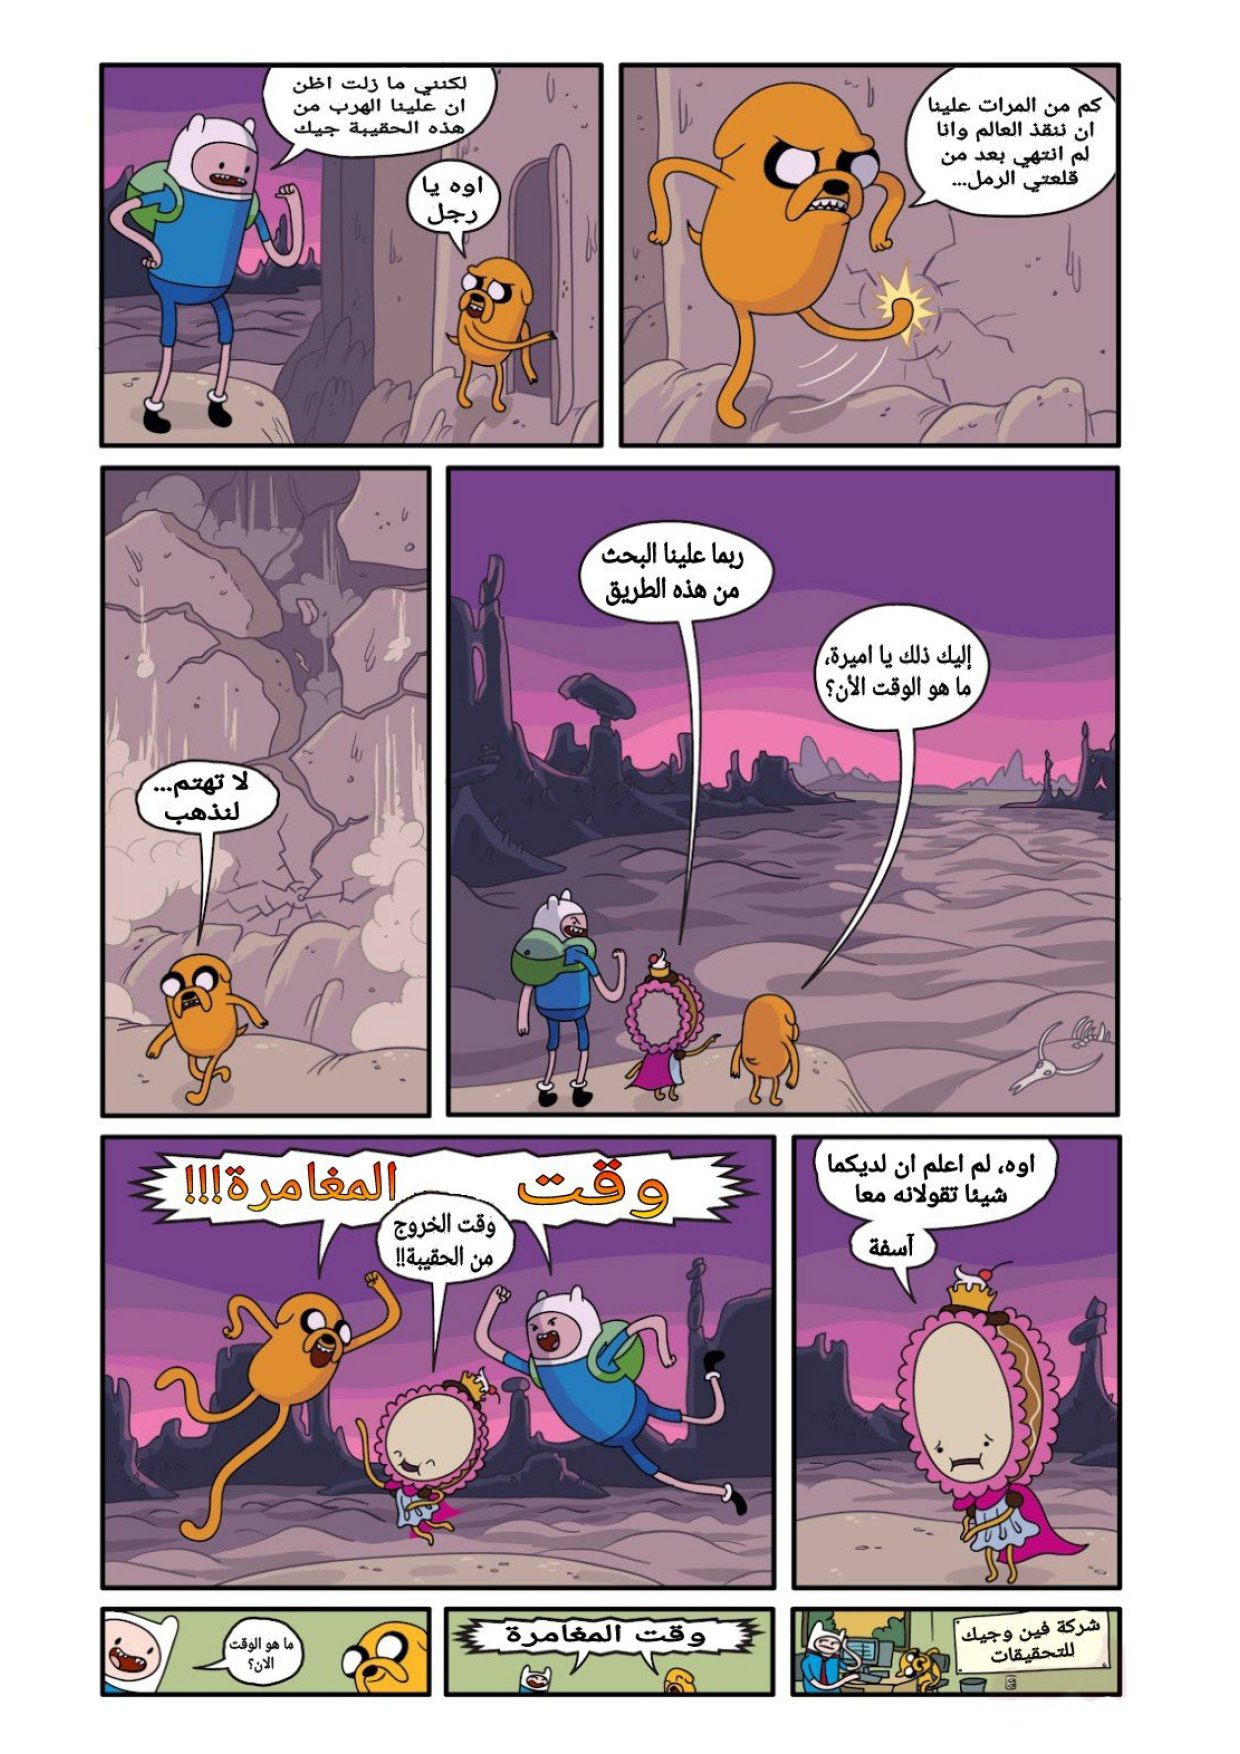 لكنني ما زلت اظن
ان علينا الهرب من
هذه الحقيبة جيك
اوه يا
رجل
كم من المرات علينا
ان ننقذ العالم وانا
لم انتهي بعد من
قلعتي الرمل...
لا تهتم...
لنذهب
ربما علينا البحث
من هذه الطريق
إليك ذلك يا اميرة،
ما هو الوقت الأن؟
وقت المغامرة!!!
وقت الخروج
من الحقيبة!!
اوه، لم اعلم ان لديكما
شيئا تقولانه معا
آسفة
ما هو الوقت
الان؟
وقت المغامرة
شركة فين وجيك
للتحقيقات